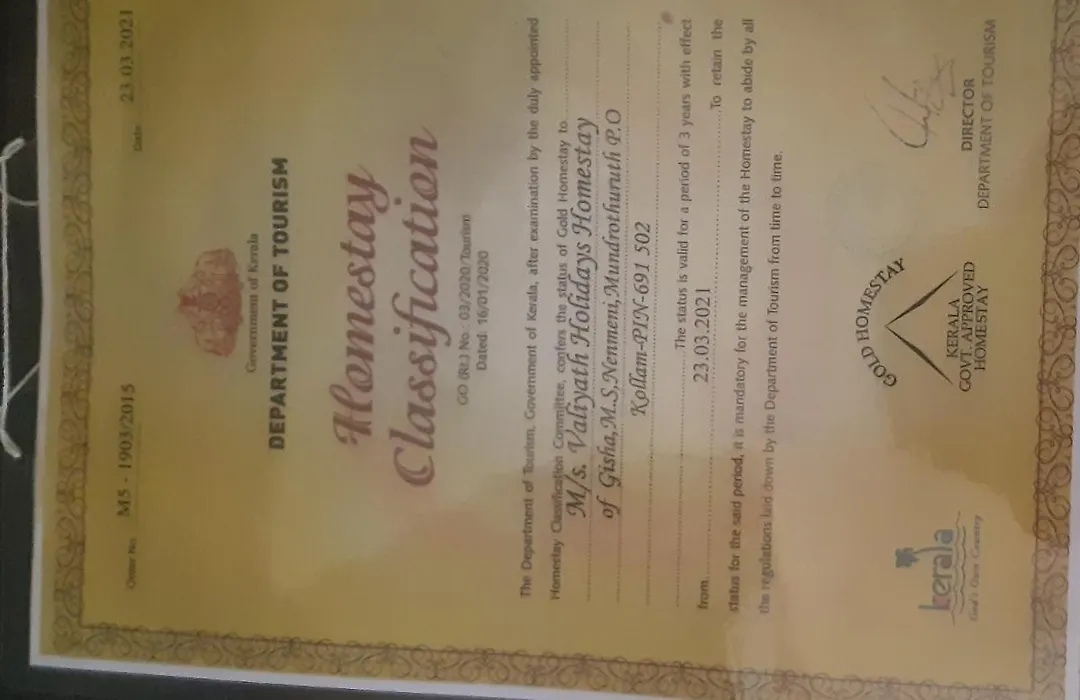 Order No. M5 - 1903/2015 Date 23.03.2021
Government of Kerala
DEPARTMENT OF TOURISM
Homestay
Classification
GO (Rt.) No.: 03/2020/Tourism
Dated: 16/01/2020
The Department of Tourism, Government of Kerala, after examination by the duly appointed
Homestay Classification Committee, confers the status of Gold Homestay to
M/s. Valiyath Holidays Homestay
of Gisha,M.S,Nenmeni,Mundrothuruth P.O
Kollam-PIN-691 502
The status is valid for a period of 3 years with effect
from 23.03.2021 To retain the
status for the said period, it is mandatory for the management of the Homestay to abide by all
the regulations laid down by the Department of Tourism from time to time.
kerala
God's Own Country
GOLD HOMESTAY
KERALA
GOVT. APPROVED
HOMESTAY
DIRECTOR
DEPARTMENT OF TOURISM